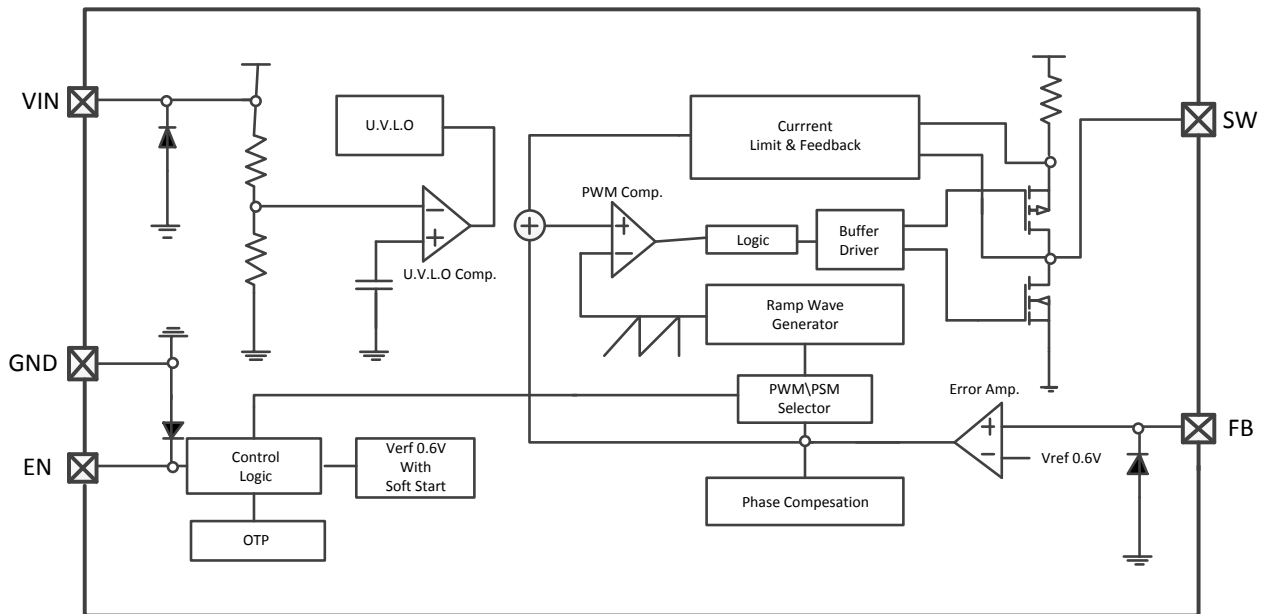 VIN
U.V.L.O
Currrent
Limit & Feedback
SW
PWM Comp.
+
−
+
+
−
Logic
Buffer
Driver
U.V.L.O Comp.
Ramp Wave
Generator
GND
PWM\PSM
Selector
Error Amp.
+
−
Vref 0.6V
FB
EN
Control
Logic
Verf 0.6V
With
Soft Start
Phase Compesation
OTP